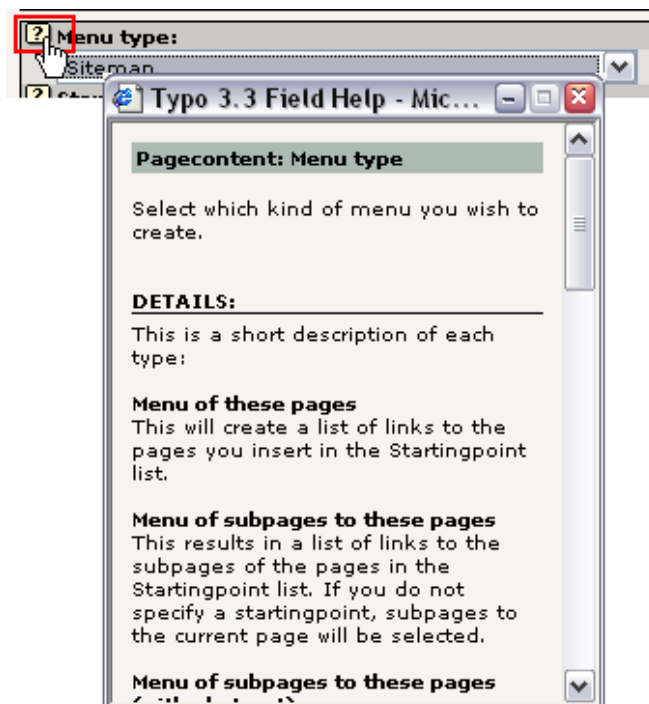 ? Menu type:
Sitemap
?
Typo 3.3 Field Help - Mic...
Pagecontent: Menu type
Select which kind of menu you wish to
create.
DETAILS:
This is a short description of each
type:
Menu of these pages
This will create a list of links to the
pages you insert in the Startingpoint
list.
Menu of subpages to these pages
This results in a list of links to the
subpages of the pages in the
Startingpoint list. If you do not
specify a startingpoint, subpages to
the current page will be selected.
Menu of subpages to these pages